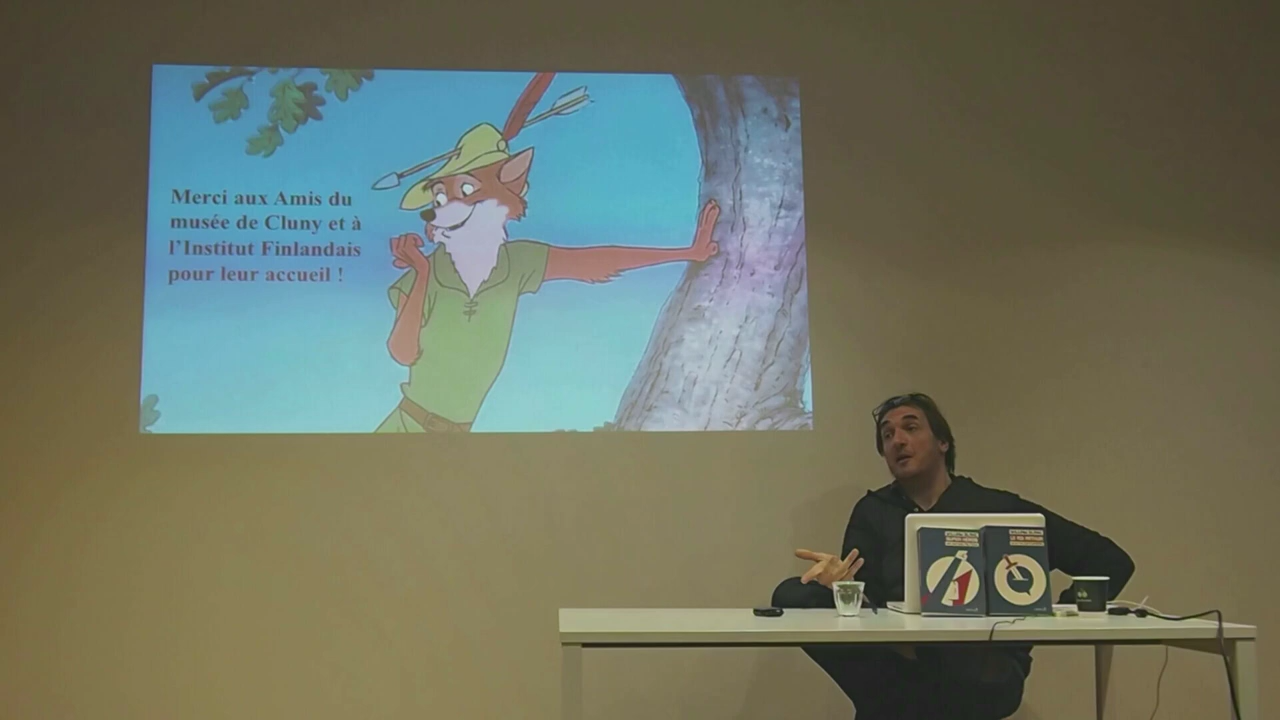 Merci aux Amis du
musée de Cluny et à
l'Institut Finlandais
pour leur accueil !